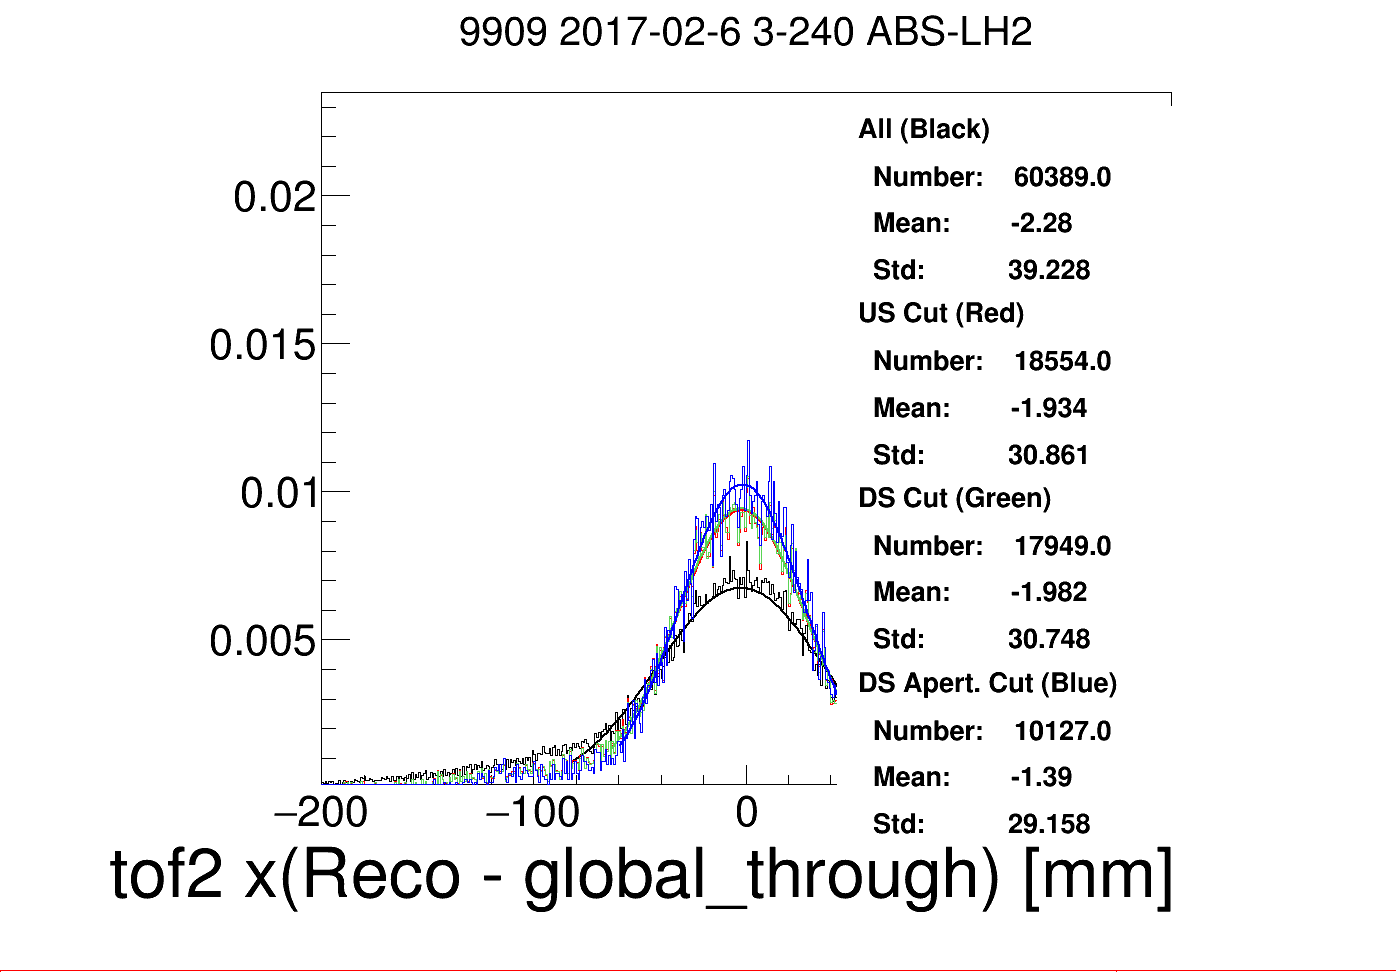 9909 2017-02-6 3-240 ABS-LH2
All (Black)
Number: 60389.0
Mean: -2.28
Std: 39.228
US Cut (Red)
Number: 18554.0
Mean: -1.934
Std: 30.861
DS Cut (Green)
Number: 17949.0
Mean: -1.982
Std: 30.748
DS Apert. Cut (Blue)
Number: 10127.0
Mean: -1.39
Std: 29.158
0.02
0.015
0.01
0.005
−200 −100 0
tof2 x(Reco - global_through) [mm]